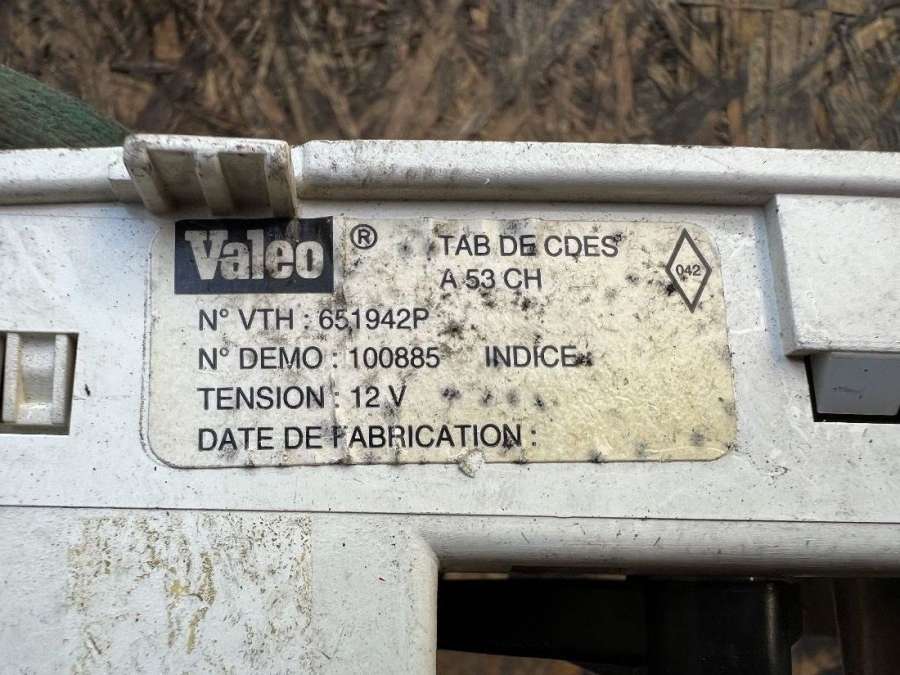 Valeo ® TAB DE CDES
A 53 CH
042
N° VTH : 651942P
N° DEMO : 100885 INDICE :
TENSION : 12 V
DATE DE FABRICATION :